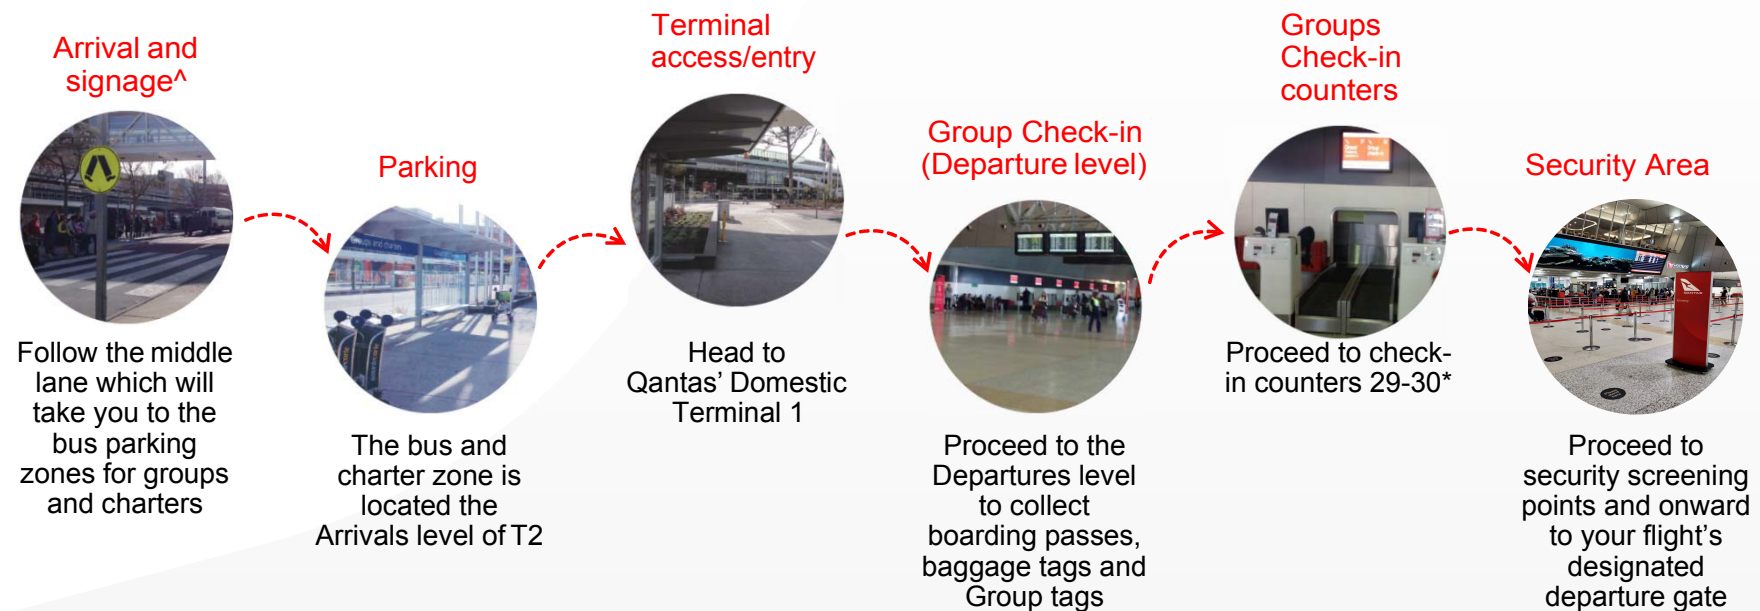 Arrival and
signage^
Follow the middle
lane which will
take you to the
bus parking
zones for groups
and charters
Parking
Groups and charters
The bus and
charter zone is
located the
Arrivals level of T2
Terminal
access/entry
Head to
Qantas’ Domestic
Terminal 1
Group Check-in
(Departure level)
Proceed to the
Departures level
to collect
boarding passes,
baggage tags and
Group tags
Groups
Check-in
counters
Proceed to check-
in counters 29-30*
Security Area
Proceed to
security screening
points and onward
to your flight’s
designated
departure gate